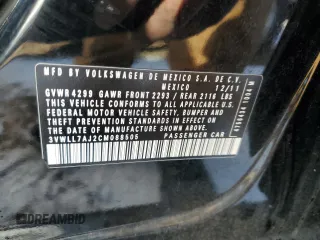 MFD BY VOLKSWAGEN DE MEXICO S.A. DE C.V.
MEXICO 12/11
GVWR 4299 GAWR FRONT 2293 / REAR 2116 LBS
THIS VEHICLE CONFORMS TO ALL APPLICABLE U.S.
FEDERAL MOTOR VEHICLE SAFETY, BUMPER AND
THEFT PREVENTION STANDARDS IN EFFECT ON THE
DATE OF MANUFACTURE SHOWN ABOVE.
3VWLL7AJ2CM088505 PASSENGER CAR
DREAMBID